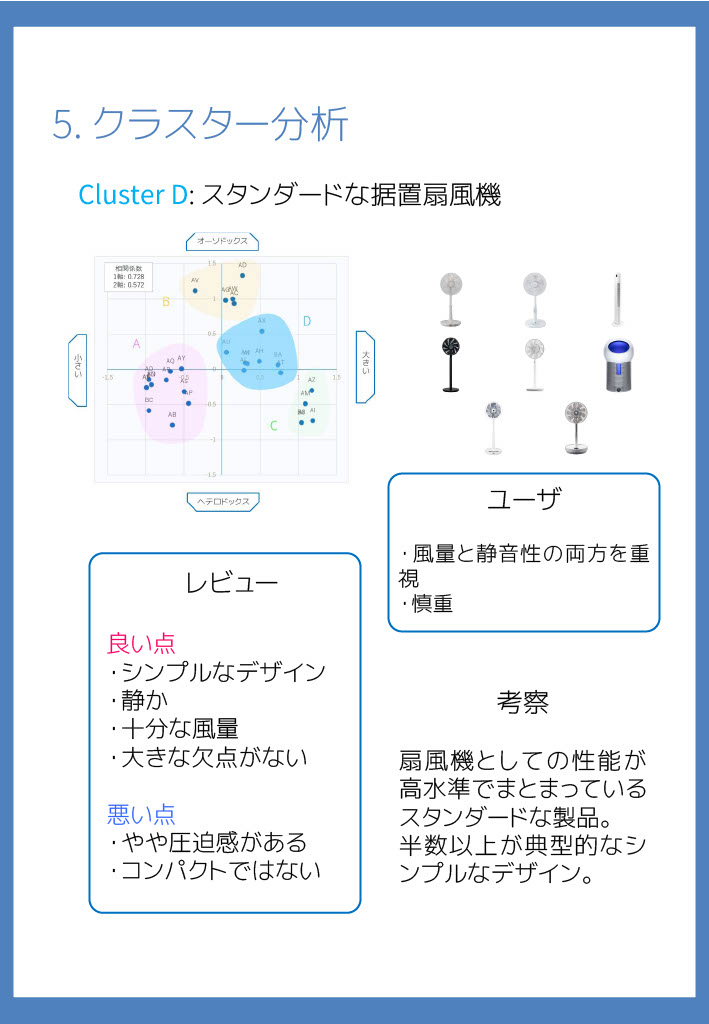 5. クラスター分析
Cluster D: スタンダードな据置扇風機
オーソドックス
相関係数
1軸: 0.728
2軸: 0.572
小さい
大きい
ヘテロドックス
1.5
1
0.5
0
-0.5
-1
-1.5
-1.5
-1
0.5
1
1.5
A
B
C
D
AV
AD
AX
AU
AH
AY
AQ
AZ
AM
AI
BC
AB
AP
ユーザ
・風量と静音性の両方を重
視
・慎重
レビュー
良い点
・シンプルなデザイン
・静か
・十分な風量
・大きな欠点がない
悪い点
・やや圧迫感がある
・コンパクトではない
考察
扇風機としての性能が
高水準でまとまっている
スタンダードな製品。
半数以上が典型的なシ
ンプルなデザイン。